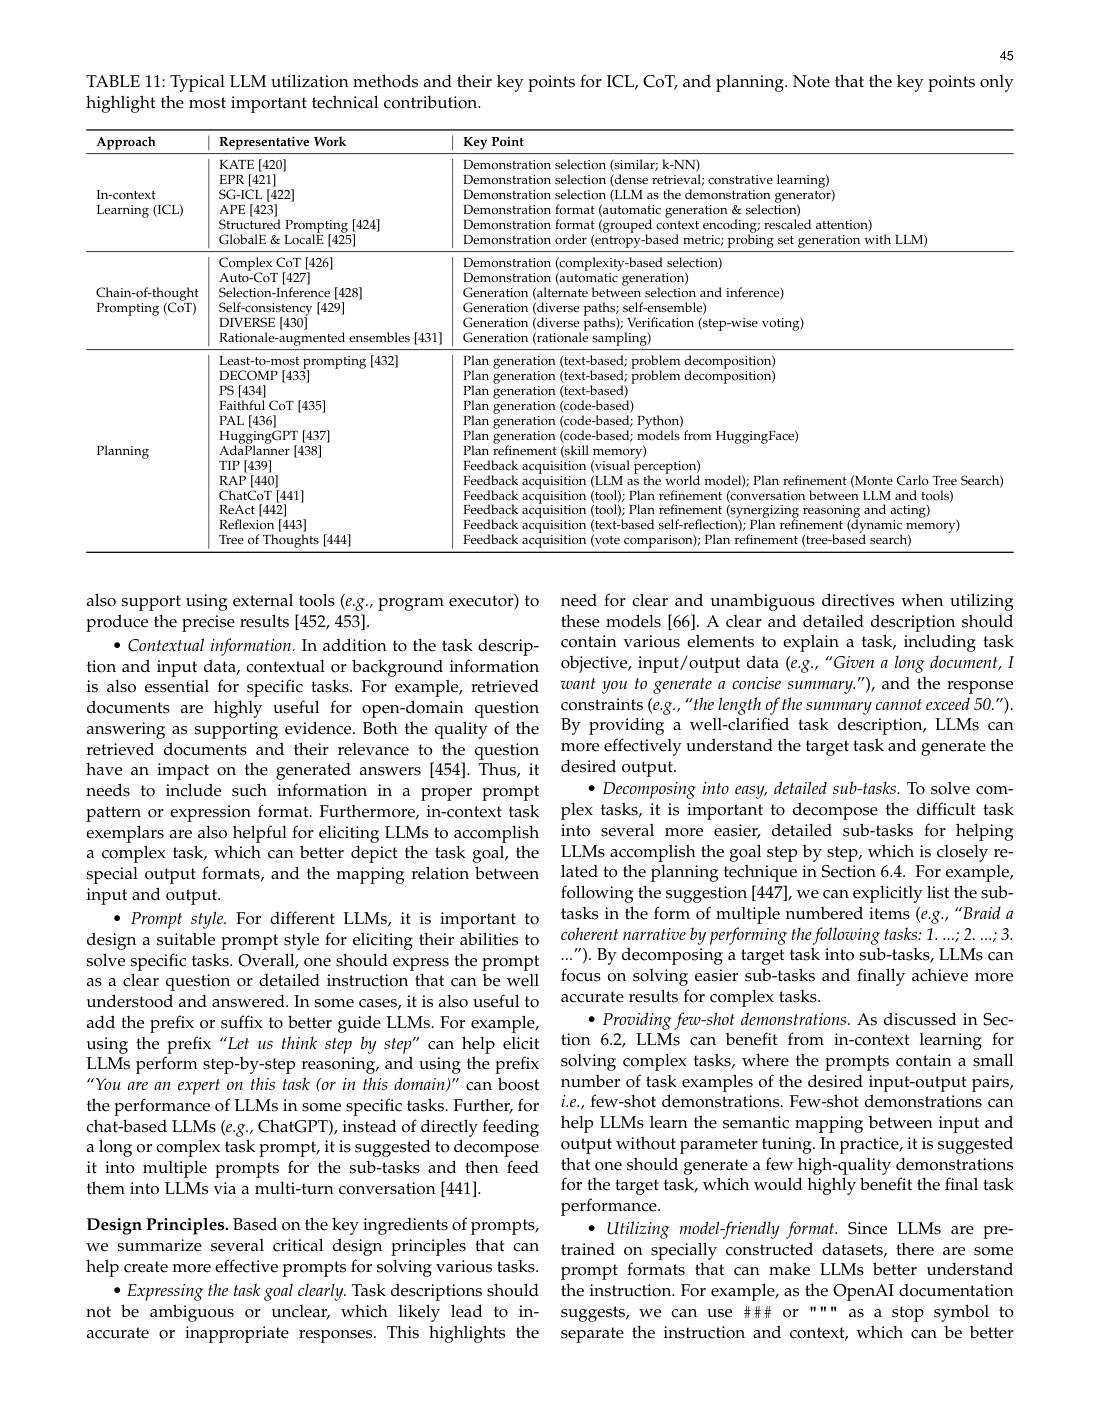 45
TABLE 11: Typical LLM utilization methods and their key points for ICL, CoT, and planning. Note that the key points only
highlight the most important technical contribution.
Approach Representative Work Key Point
In-context
Learning (ICL)
KATE [420] Demonstration selection (similar; k-NN)
EPR [421] Demonstration selection (dense retrieval; constrative learning)
SG-ICL [422] Demonstration selection (LLM as the demonstration generator)
APE [423] Demonstration format (automatic generation & selection)
Structured Prompting [424] Demonstration format (grouped context encoding; rescaled attention)
GlobalE & LocalE [425] Demonstration order (entropy-based metric; probing set generation with LLM)
Chain-of-thought
Prompting (CoT)
Complex CoT [426] Demonstration (complexity-based selection)
Auto-CoT [427] Demonstration (automatic generation)
Selection-Inference [428] Generation (alternate between selection and inference)
Self-consistency [429] Generation (diverse paths; self-ensemble)
DIVERSE [430] Generation (diverse paths); Verification (step-wise voting)
Rationale-augmented ensembles [431] Generation (rationale sampling)
Planning
Least-to-most prompting [432] Plan generation (text-based; problem decomposition)
DECOMP [433] Plan generation (text-based; problem decomposition)
PS [434] Plan generation (text-based)
Faithful CoT [435] Plan generation (code-based)
PAL [436] Plan generation (code-based; Python)
HuggingGPT [437] Plan generation (code-based; models from HuggingFace)
AdaPlanner [438] Plan refinement (skill memory)
TIP [439] Feedback acquisition (visual perception)
RAP [440] Feedback acquisition (LLM as the world model); Plan refinement (Monte Carlo Tree Search)
ChatCoT [441] Feedback acquisition (tool); Plan refinement (conversation between LLM and tools)
ReAct [442] Feedback acquisition (tool); Plan refinement (synergizing reasoning and acting)
Reflexion [443] Feedback acquisition (text-based self-reflection); Plan refinement (dynamic memory)
Tree of Thoughts [444] Feedback acquisition (vote comparison); Plan refinement (tree-based search)
also support using external tools (e.g., program executor) to
produce the precise results [452, 453].
• Contextual information. In addition to the task descrip-
tion and input data, contextual or background information
is also essential for specific tasks. For example, retrieved
documents are highly useful for open-domain question
answering as supporting evidence. Both the quality of the
retrieved documents and their relevance to the question
have an impact on the generated answers [454]. Thus, it
needs to include such information in a proper prompt
pattern or expression format. Furthermore, in-context task
exemplars are also helpful for eliciting LLMs to accomplish
a complex task, which can better depict the task goal, the
special output formats, and the mapping relation between
input and output.
• Prompt style. For different LLMs, it is important to
design a suitable prompt style for eliciting their abilities to
solve specific tasks. Overall, one should express the prompt
as a clear question or detailed instruction that can be well
understood and answered. In some cases, it is also useful to
add the prefix or suffix to better guide LLMs. For example,
using the prefix “Let us think step by step” can help elicit
LLMs perform step-by-step reasoning, and using the prefix
“You are an expert on this task (or in this domain)” can boost
the performance of LLMs in some specific tasks. Further, for
chat-based LLMs (e.g., ChatGPT), instead of directly feeding
a long or complex task prompt, it is suggested to decompose
it into multiple prompts for the sub-tasks and then feed
them into LLMs via a multi-turn conversation [441].
Design Principles. Based on the key ingredients of prompts,
we summarize several critical design principles that can
help create more effective prompts for solving various tasks.
• Expressing the task goal clearly. Task descriptions should
not be ambiguous or unclear, which likely lead to in-
accurate or inappropriate responses. This highlights the
need for clear and unambiguous directives when utilizing
these models [66]. A clear and detailed description should
contain various elements to explain a task, including task
objective, input/output data (e.g., “Given a long document, I
want you to generate a concise summary.”), and the response
constraints (e.g., “the length of the summary cannot exceed 50.”).
By providing a well-clarified task description, LLMs can
more effectively understand the target task and generate the
desired output.
• Decomposing into easy, detailed sub-tasks. To solve com-
plex tasks, it is important to decompose the difficult task
into several more easier, detailed sub-tasks for helping
LLMs accomplish the goal step by step, which is closely re-
lated to the planning technique in Section 6.4. For example,
following the suggestion [447], we can explicitly list the sub-
tasks in the form of multiple numbered items (e.g., “Braid a
coherent narrative by performing the following tasks: 1. ...; 2. ...; 3.
...”). By decomposing a target task into sub-tasks, LLMs can
focus on solving easier sub-tasks and finally achieve more
accurate results for complex tasks.
• Providing few-shot demonstrations. As discussed in Sec-
tion 6.2, LLMs can benefit from in-context learning for
solving complex tasks, where the prompts contain a small
number of task examples of the desired input-output pairs,
i.e., few-shot demonstrations. Few-shot demonstrations can
help LLMs learn the semantic mapping between input and
output without parameter tuning. In practice, it is suggested
that one should generate a few high-quality demonstrations
for the target task, which would highly benefit the final task
performance.
• Utilizing model-friendly format. Since LLMs are pre-
trained on specially constructed datasets, there are some
prompt formats that can make LLMs better understand
the instruction. For example, as the OpenAI documentation
suggests, we can use ### or """ as a stop symbol to
separate the instruction and context, which can be better